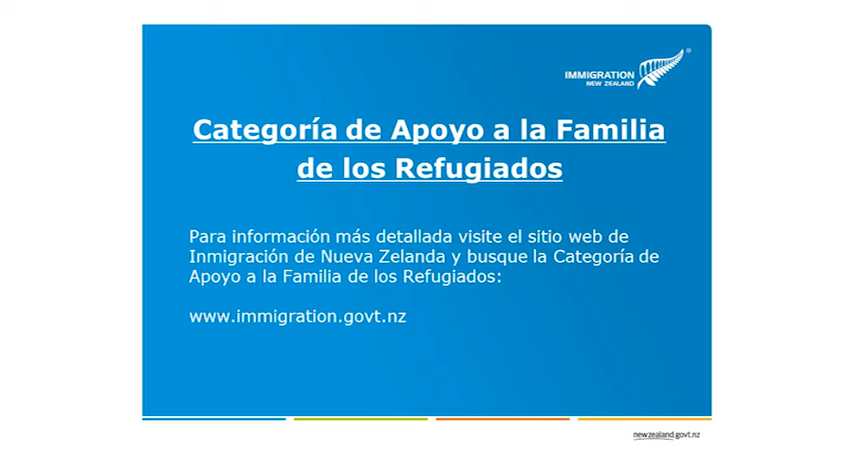 IMMIGRATION
NEW ZEALAND
Categoría de Apoyo a la Familia
de los Refugiados
Para información más detallada visite el sitio web de
Inmigración de Nueva Zelanda y busque la Categoría de
Apoyo a la Familia de los Refugiados:
www.immigration.govt.nz
newzealand.govt.nz